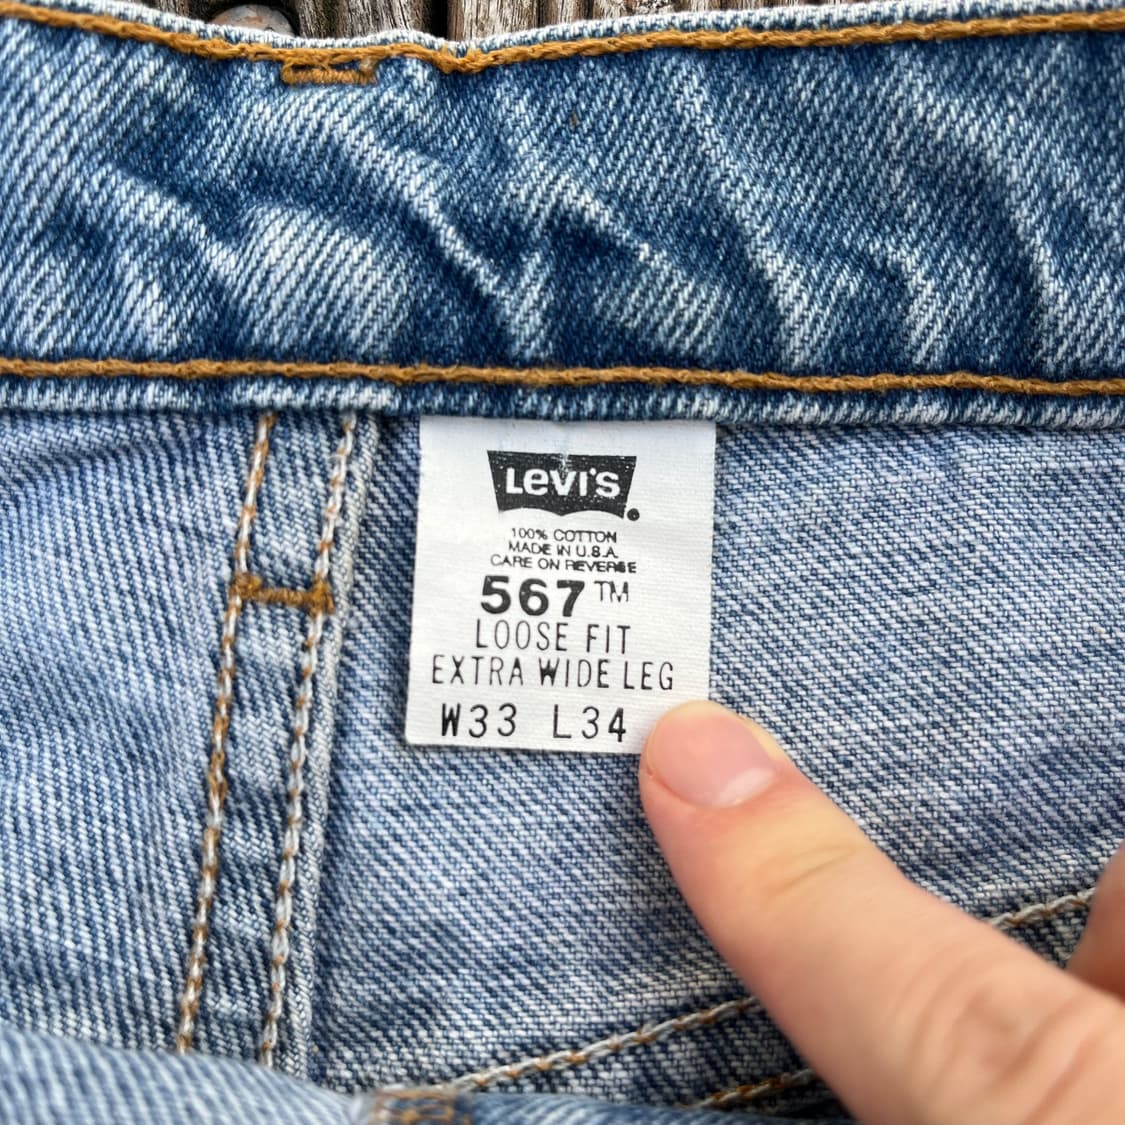 LEVI'S
100% COTTON
MADE IN U.S.A.
CARE ON REVERSE
567™
LOOSE FIT
EXTRA WIDE LEG
W33 L34